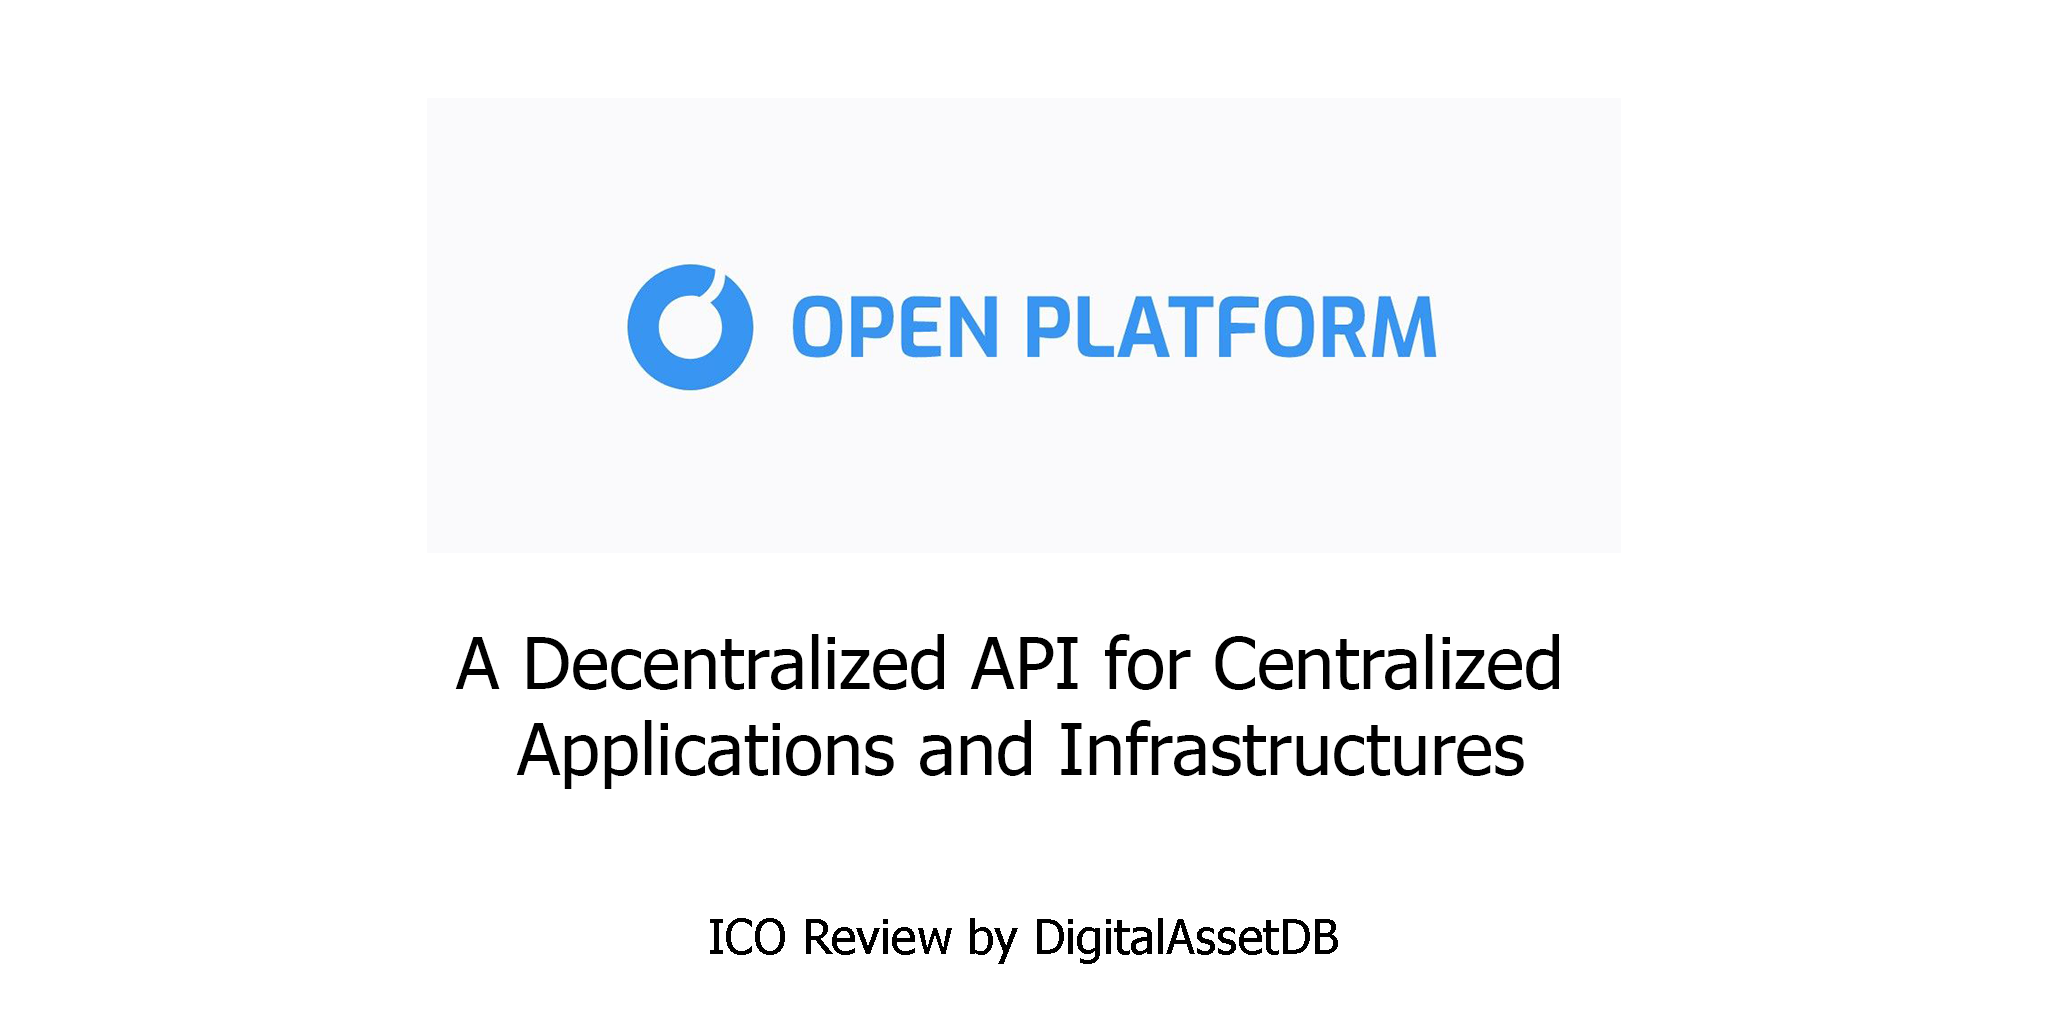 OPEN PLATFORM
A Decentralized API for Centralized
Applications and Infrastructures
ICO Review by DigitalAssetDB